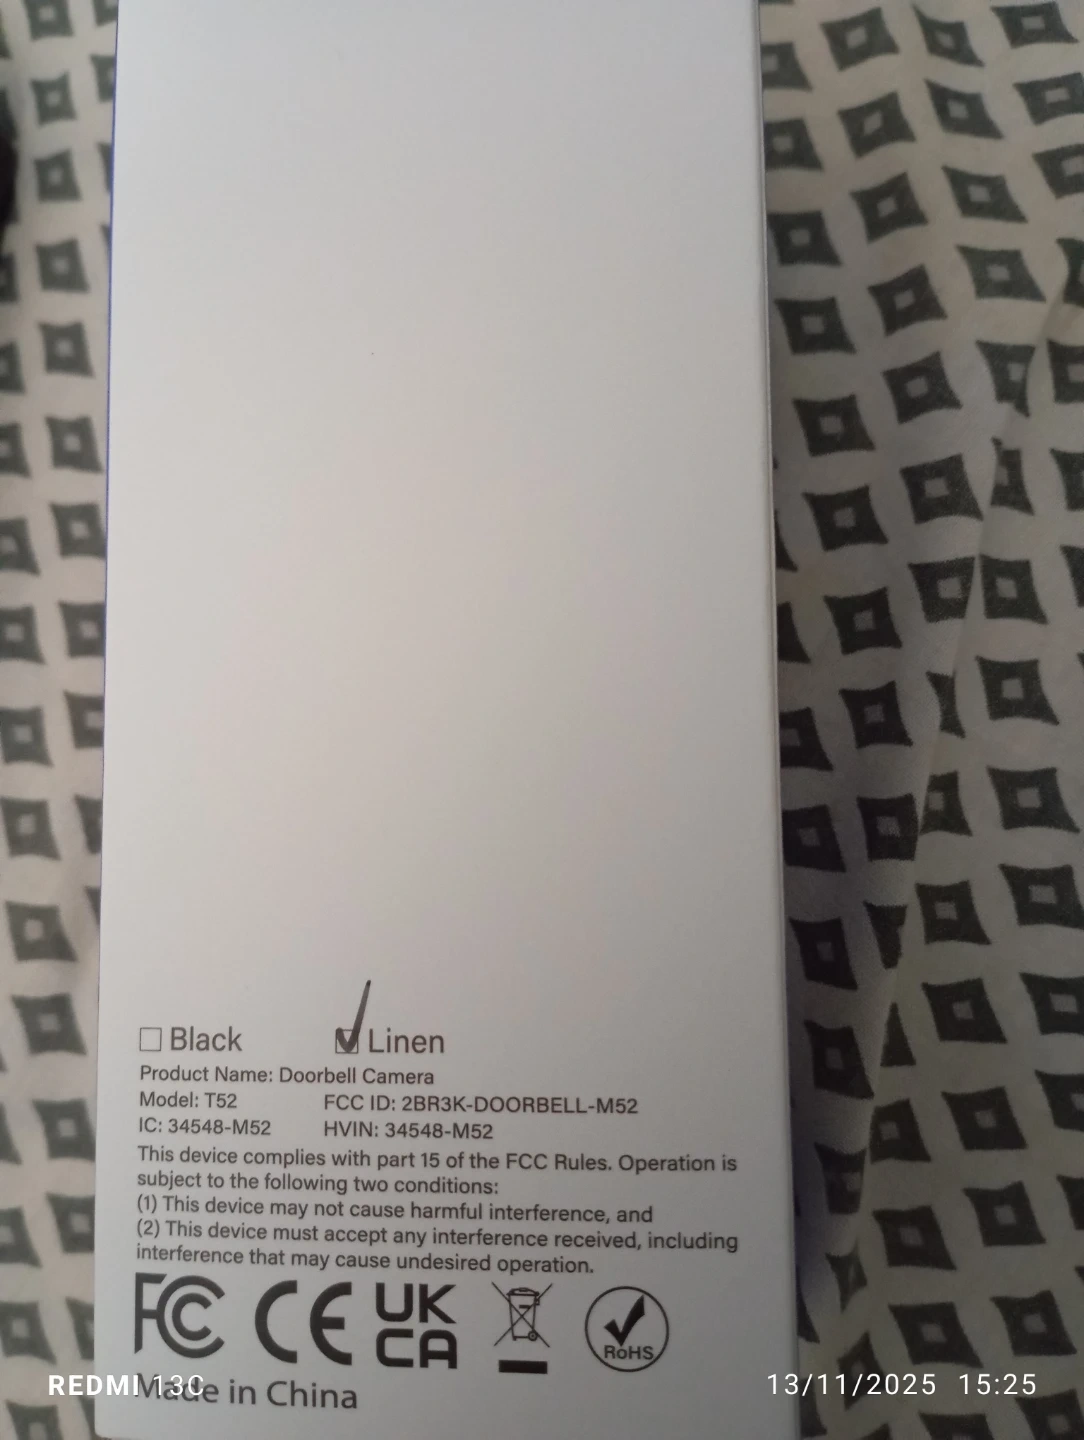 Black Linen
Product Name: Doorbell Camera
Model: T52 FCC ID: 2BR3K-DOORBELL-M52
IC: 34548-M52 HVIN: 34548-M52
This device complies with part 15 of the FCC Rules. Operation is
subject to the following two conditions:
(1) This device may not cause harmful interference, and
(2) This device must accept any interference received, including
interference that may cause undesired operation.
FC CE UK
CA
RoHS
Made in China
REDMI 13C 13/11/2025 15:25